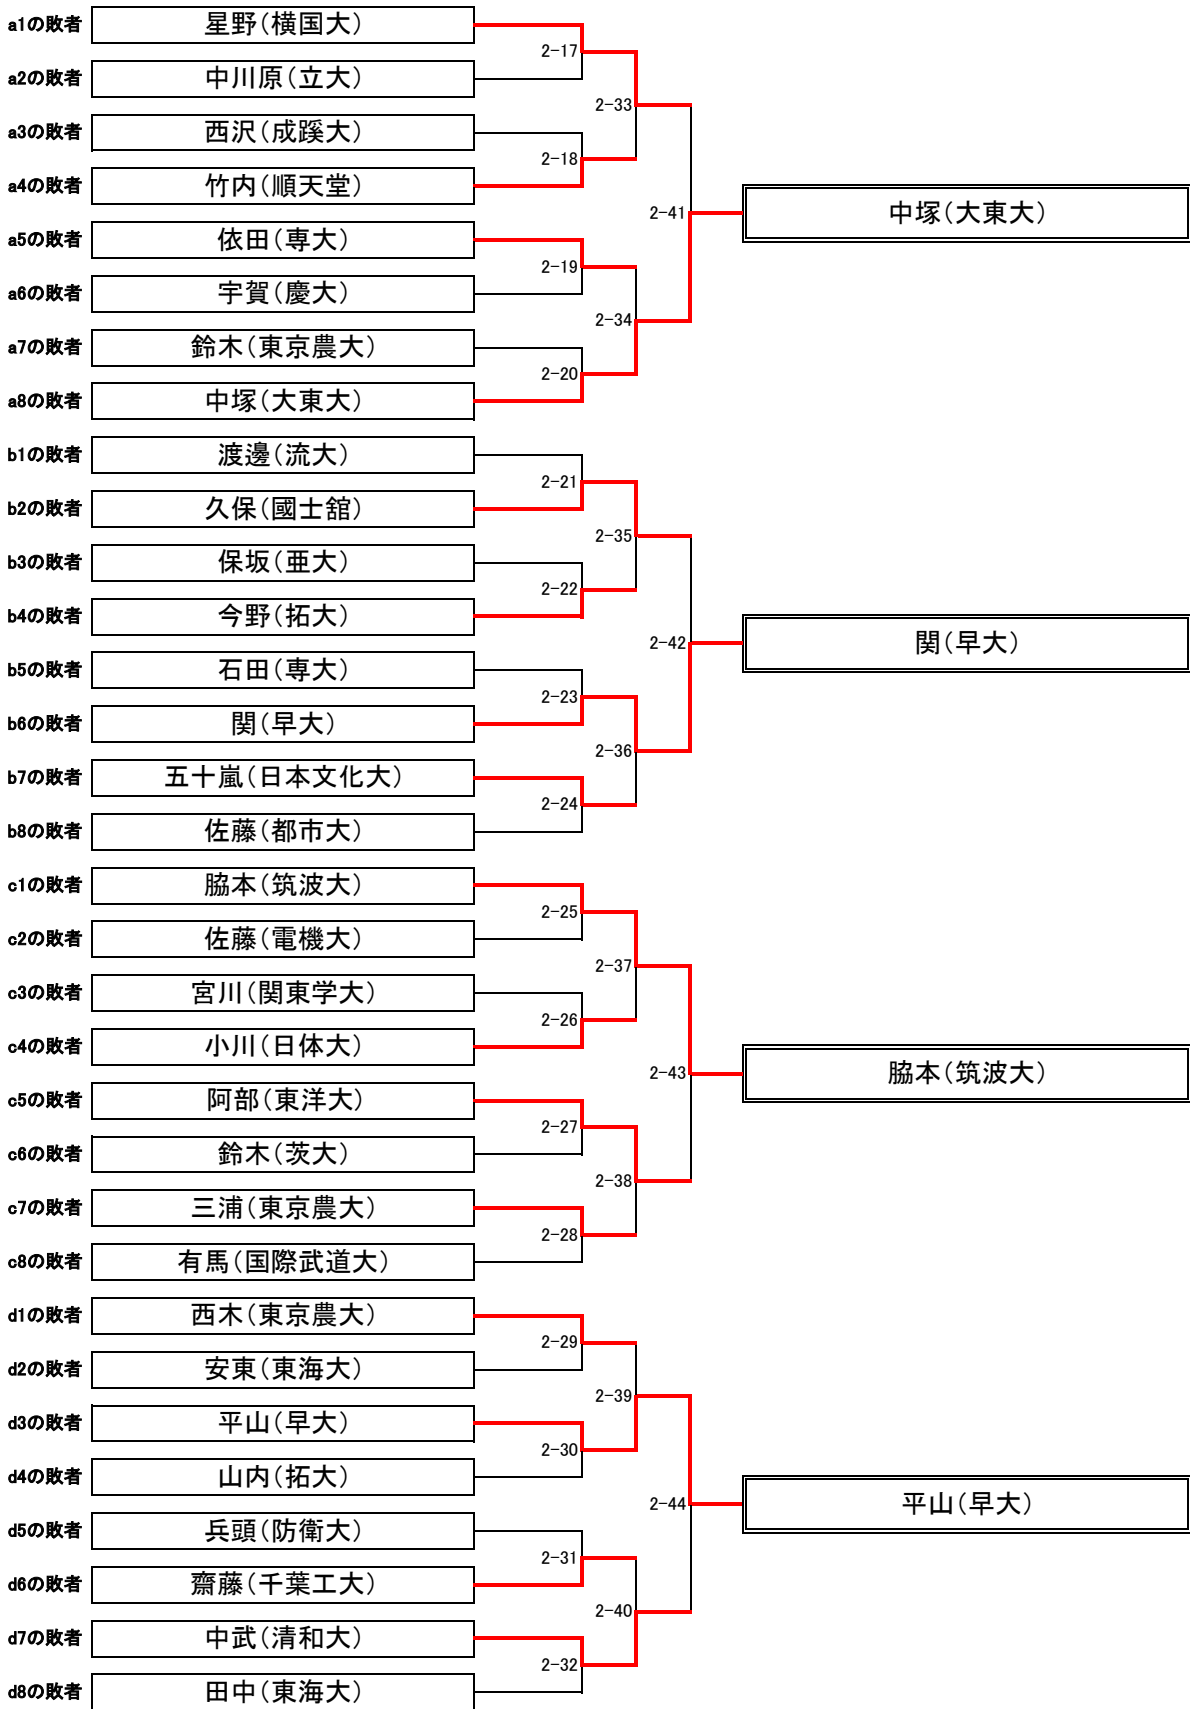 a1の敗者 星野(横国大)
2-17
a2の敗者 中川原(立大)
2-33
a3の敗者 西沢(成蹊大)
2-18
a4の敗者 竹内(順天堂)
2-41 中塚(大東大)
a5の敗者 依田(専大)
2-19
a6の敗者 宇賀(慶大)
2-34
a7の敗者 鈴木(東京農大)
2-20
a8の敗者 中塚(大東大)
b1の敗者 渡邊(流大)
2-21
b2の敗者 久保(國士舘)
2-35
b3の敗者 保坂(亜大)
2-22
b4の敗者 今野(拓大)
2-42 関(早大)
b5の敗者 石田(専大)
2-23
b6の敗者 関(早大)
2-36
b7の敗者 五十嵐(日本文化大)
2-24
b8の敗者 佐藤(都市大)
c1の敗者 脇本(筑波大)
2-25
c2の敗者 佐藤(電機大)
2-37
c3の敗者 宮川(関東学大)
2-26
c4の敗者 小川(日体大)
2-43 脇本(筑波大)
c5の敗者 阿部(東洋大)
2-27
c6の敗者 鈴木(茨大)
2-38
c7の敗者 三浦(東京農大)
2-28
c8の敗者 有馬(国際武道大)
d1の敗者 西木(東京農大)
2-29
d2の敗者 安東(東海大)
2-39
d3の敗者 平山(早大)
2-30
d4の敗者 山内(拓大)
2-44 平山(早大)
d5の敗者 兵頭(防衛大)
2-31
d6の敗者 齋藤(千葉工大)
2-40
d7の敗者 中武(清和大)
2-32
d8の敗者 田中(東海大)